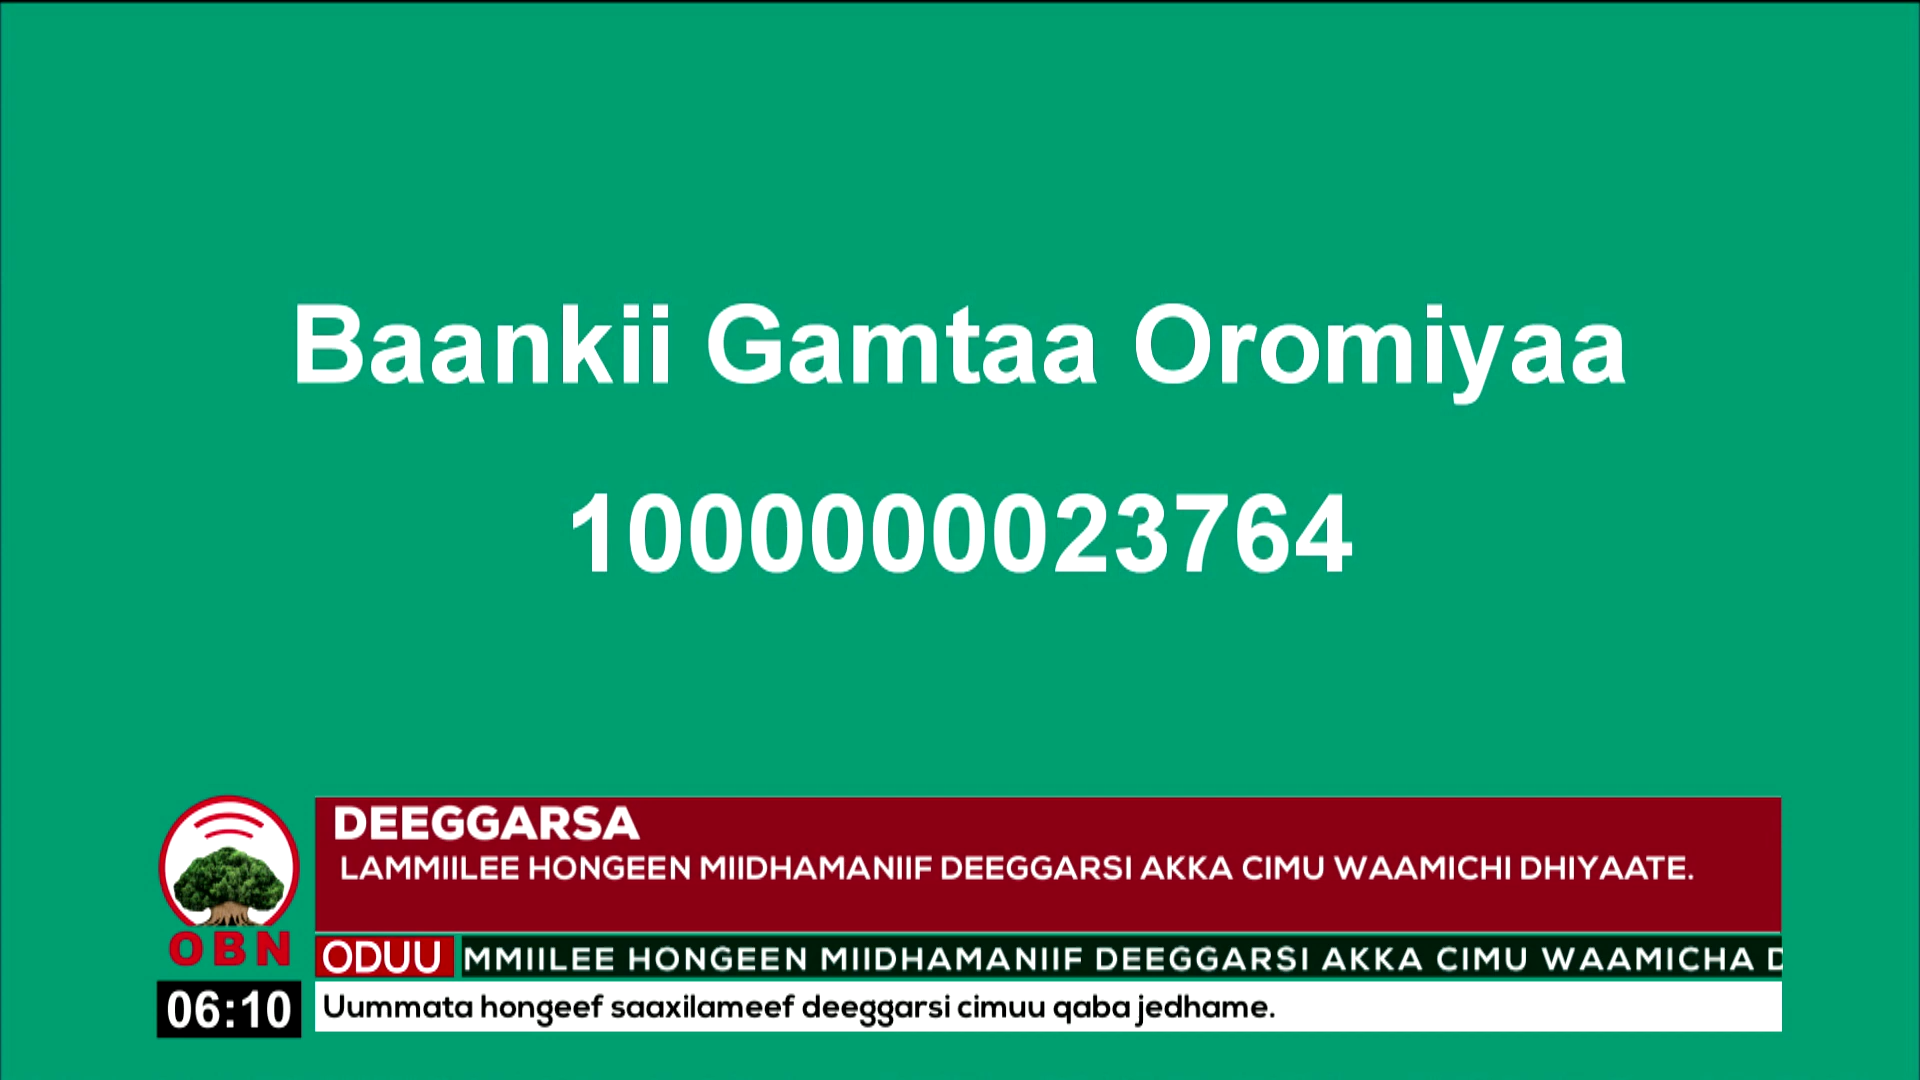 Baankii Gamtaa Oromiyaa
1000000023764
DEEGGARSA
LAMMIILEE HONGEEN MIIDHAMANIIF DEEGGARSI AKKA CIMU WAAMICHI DHIYAATE.
OBN
ODUU
MMIILEE HONGEEN MIIDHAMANIIF DEEGGARSI AKKA CIMU WAAMICHA D
06:10
Uummata hongeef saaxilameef deeggarsi cimuu qaba jedhame.